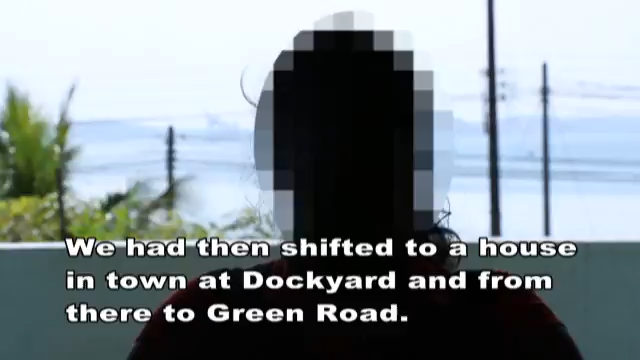 We had then shifted to a house
in town at Dockyard and from
there to Green Road.